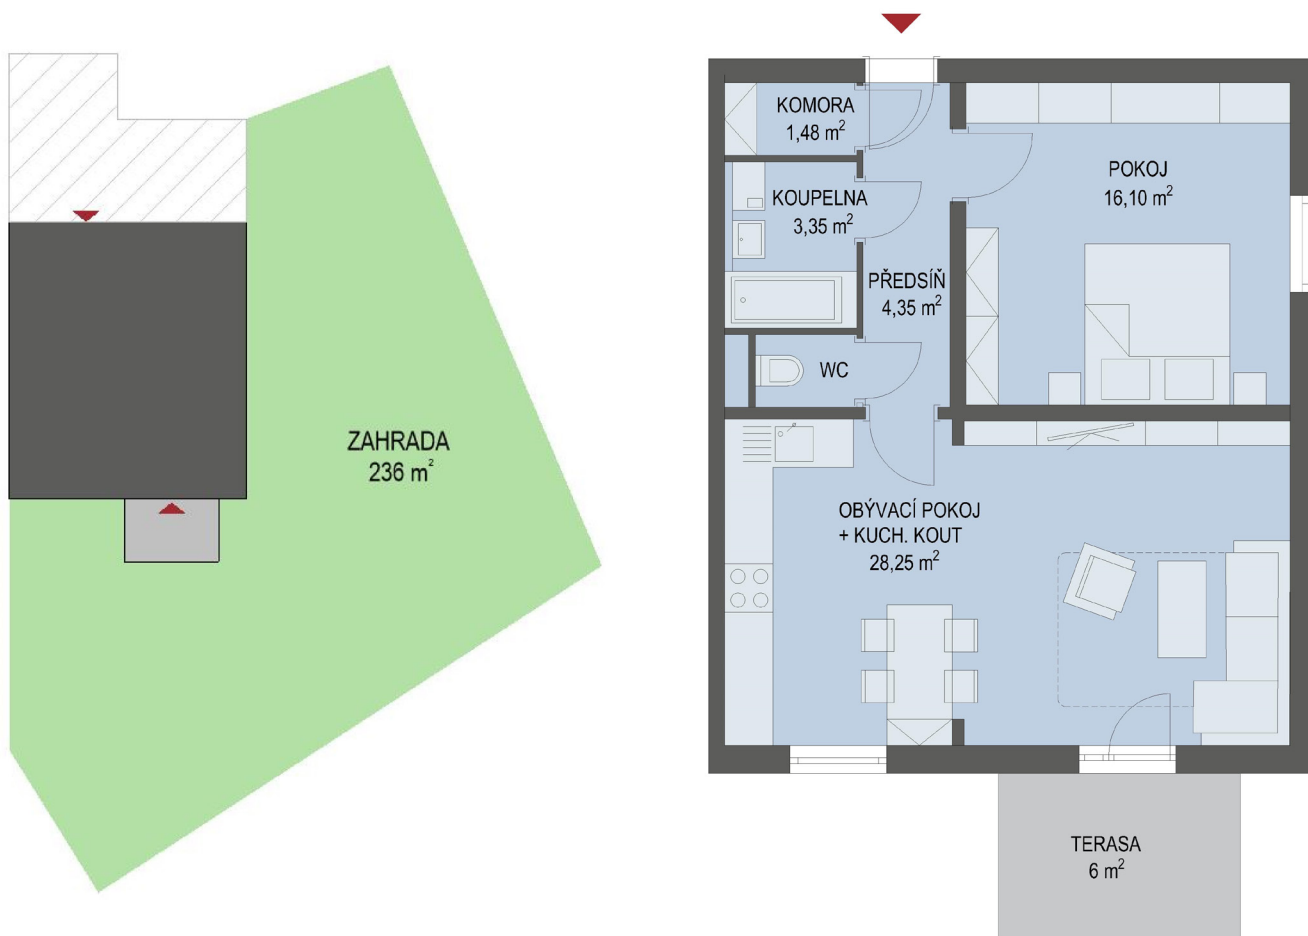 ZAHRADA
236 m²
KOMORA
1,48 m²
KOUPELNA
3,35 m²
PŘEDSÍŇ
4,35 m²
WC
POKOJ
16,10 m²
OBÝVACÍ POKOJ
+ KUCH. KOUT
28,25 m²
TERASA
6 m²